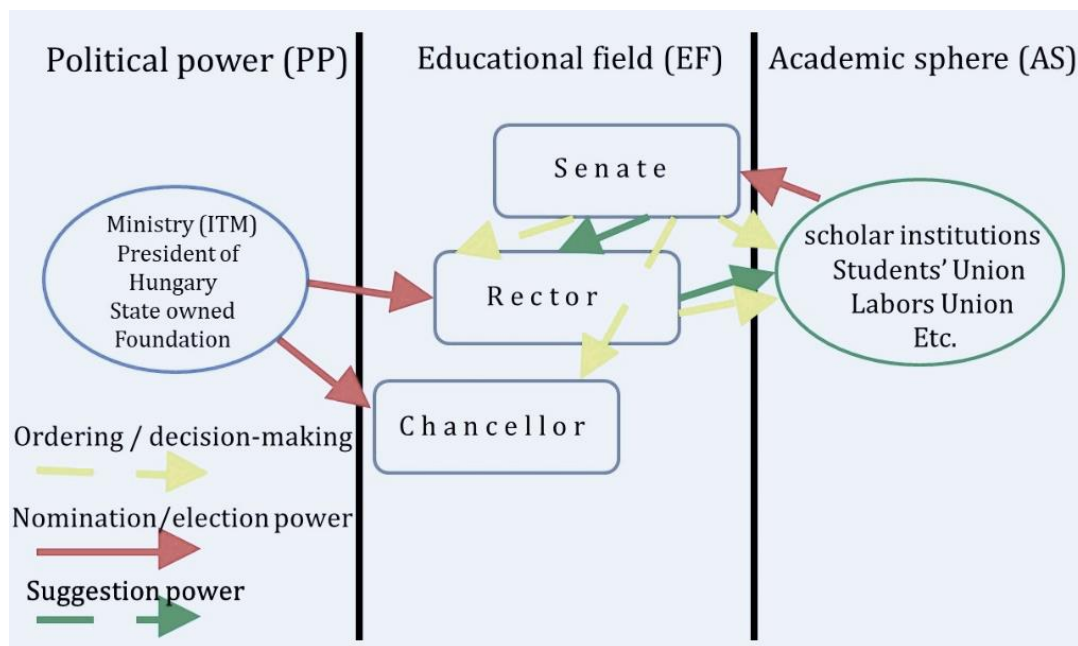 Political power (PP)
Educational field (EF)
Academic sphere (AS)
Senate
Ministry (ITM)
President of
Hungary
State owned
Foundation
Rector
scholar institutions
Students’ Union
Labors Union
Etc.
Chancellor
Ordering / decision-making
Nomination/election power
Suggestion power